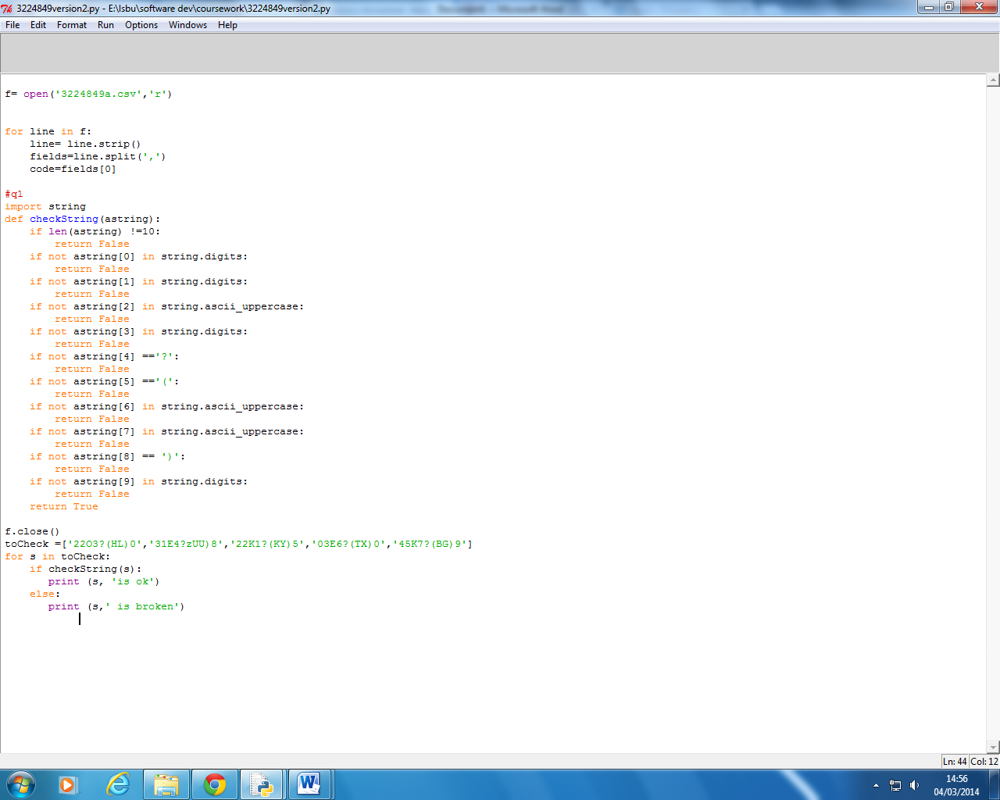 3224849version2.py - E:\lsbu\software dev\coursework\3224849version2.py
File Edit Format Run Options Windows Help
f= open('3224849a.csv','r')
for line in f:
    line= line.strip()
    fields=line.split(',')
    code=fields[0]
#q1
import string
def checkString(astring):
    if len(astring) !=10:
        return False
    if not astring[0] in string.digits:
        return False
    if not astring[1] in string.digits:
        return False
    if not astring[2] in string.ascii_uppercase:
        return False
    if not astring[3] in string.digits:
        return False
    if not astring[4] =='?':
        return False
    if not astring[5] =='(':
        return False
    if not astring[6] in string.ascii_uppercase:
        return False
    if not astring[7] in string.ascii_uppercase:
        return False
    if not astring[8] == ')':
        return False
    if not astring[9] in string.digits:
        return False
    return True
f.close()
toCheck =['22O3?(HL)0','31E4?zUU)8','22K1?(KY)5','03E6?(TX)0','45K7?(BG)9']
for s in toCheck:
    if checkString(s):
       print (s, 'is ok')
    else:
       print (s,' is broken')
Ln: 44 Col: 12
14:56
04/03/2014